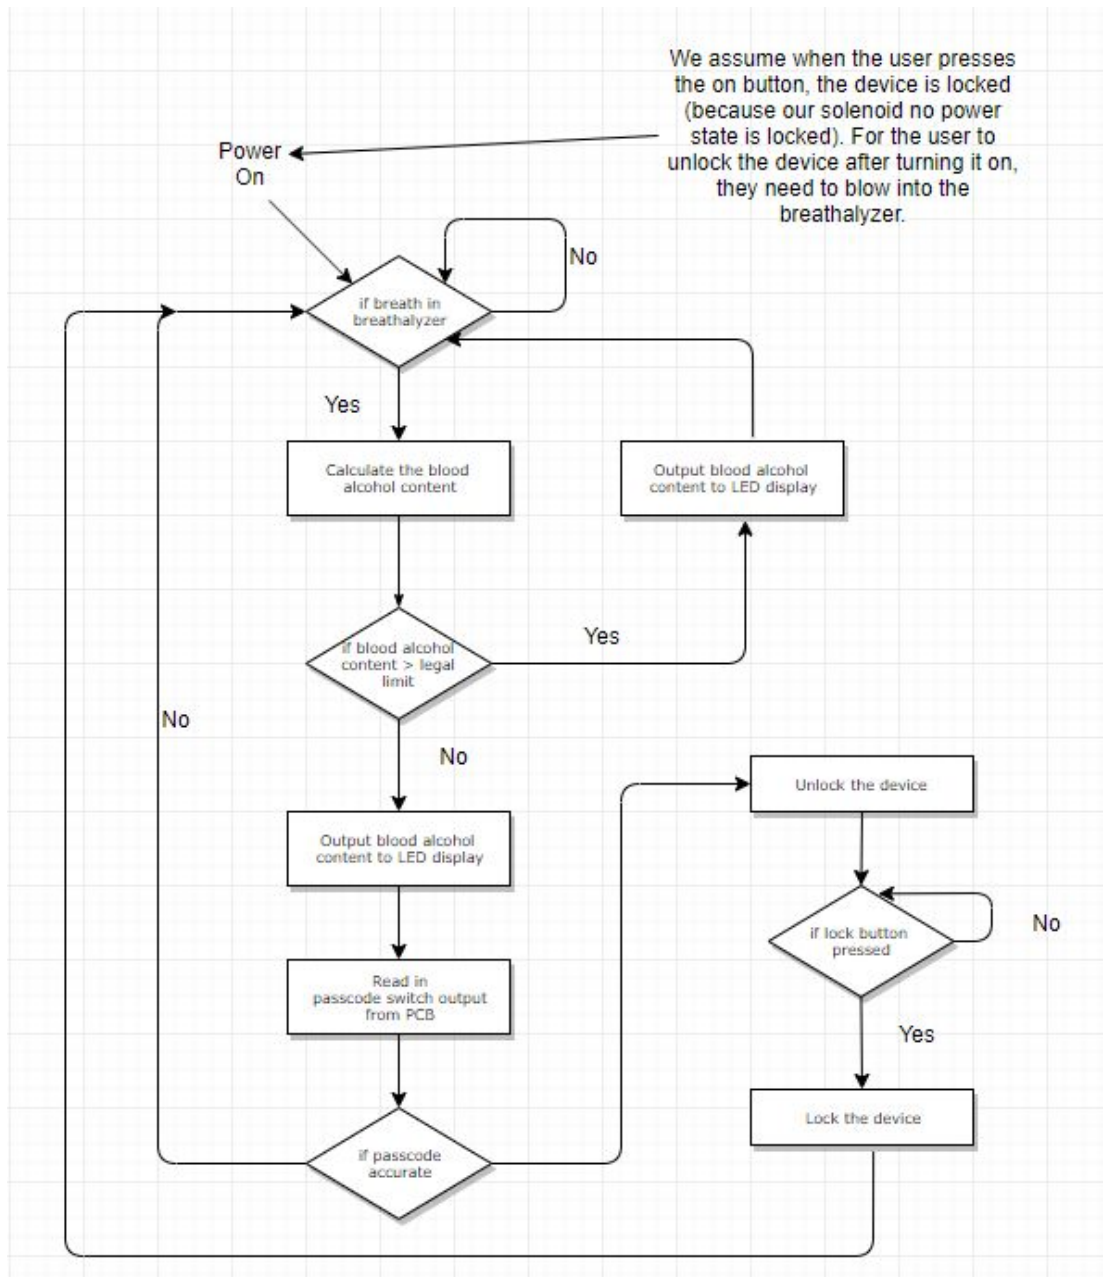 We assume when the user presses
the on button, the device is locked
(because our solenoid no power
state is locked). For the user to
unlock the device after turning it on,
they need to blow into the
breathalyzer.
Power
On
No
if breath in
breathalyzer
Yes
Calculate the blood
alcohol content
Output blood alcohol
content to LED display
if blood alcohol
content > legal
limit
Yes
No
No
Output blood alcohol
content to LED display
Read in
passcode switch output
from PCB
if passcode
accurate
Unlock the device
if lock button
pressed
No
Yes
Lock the device